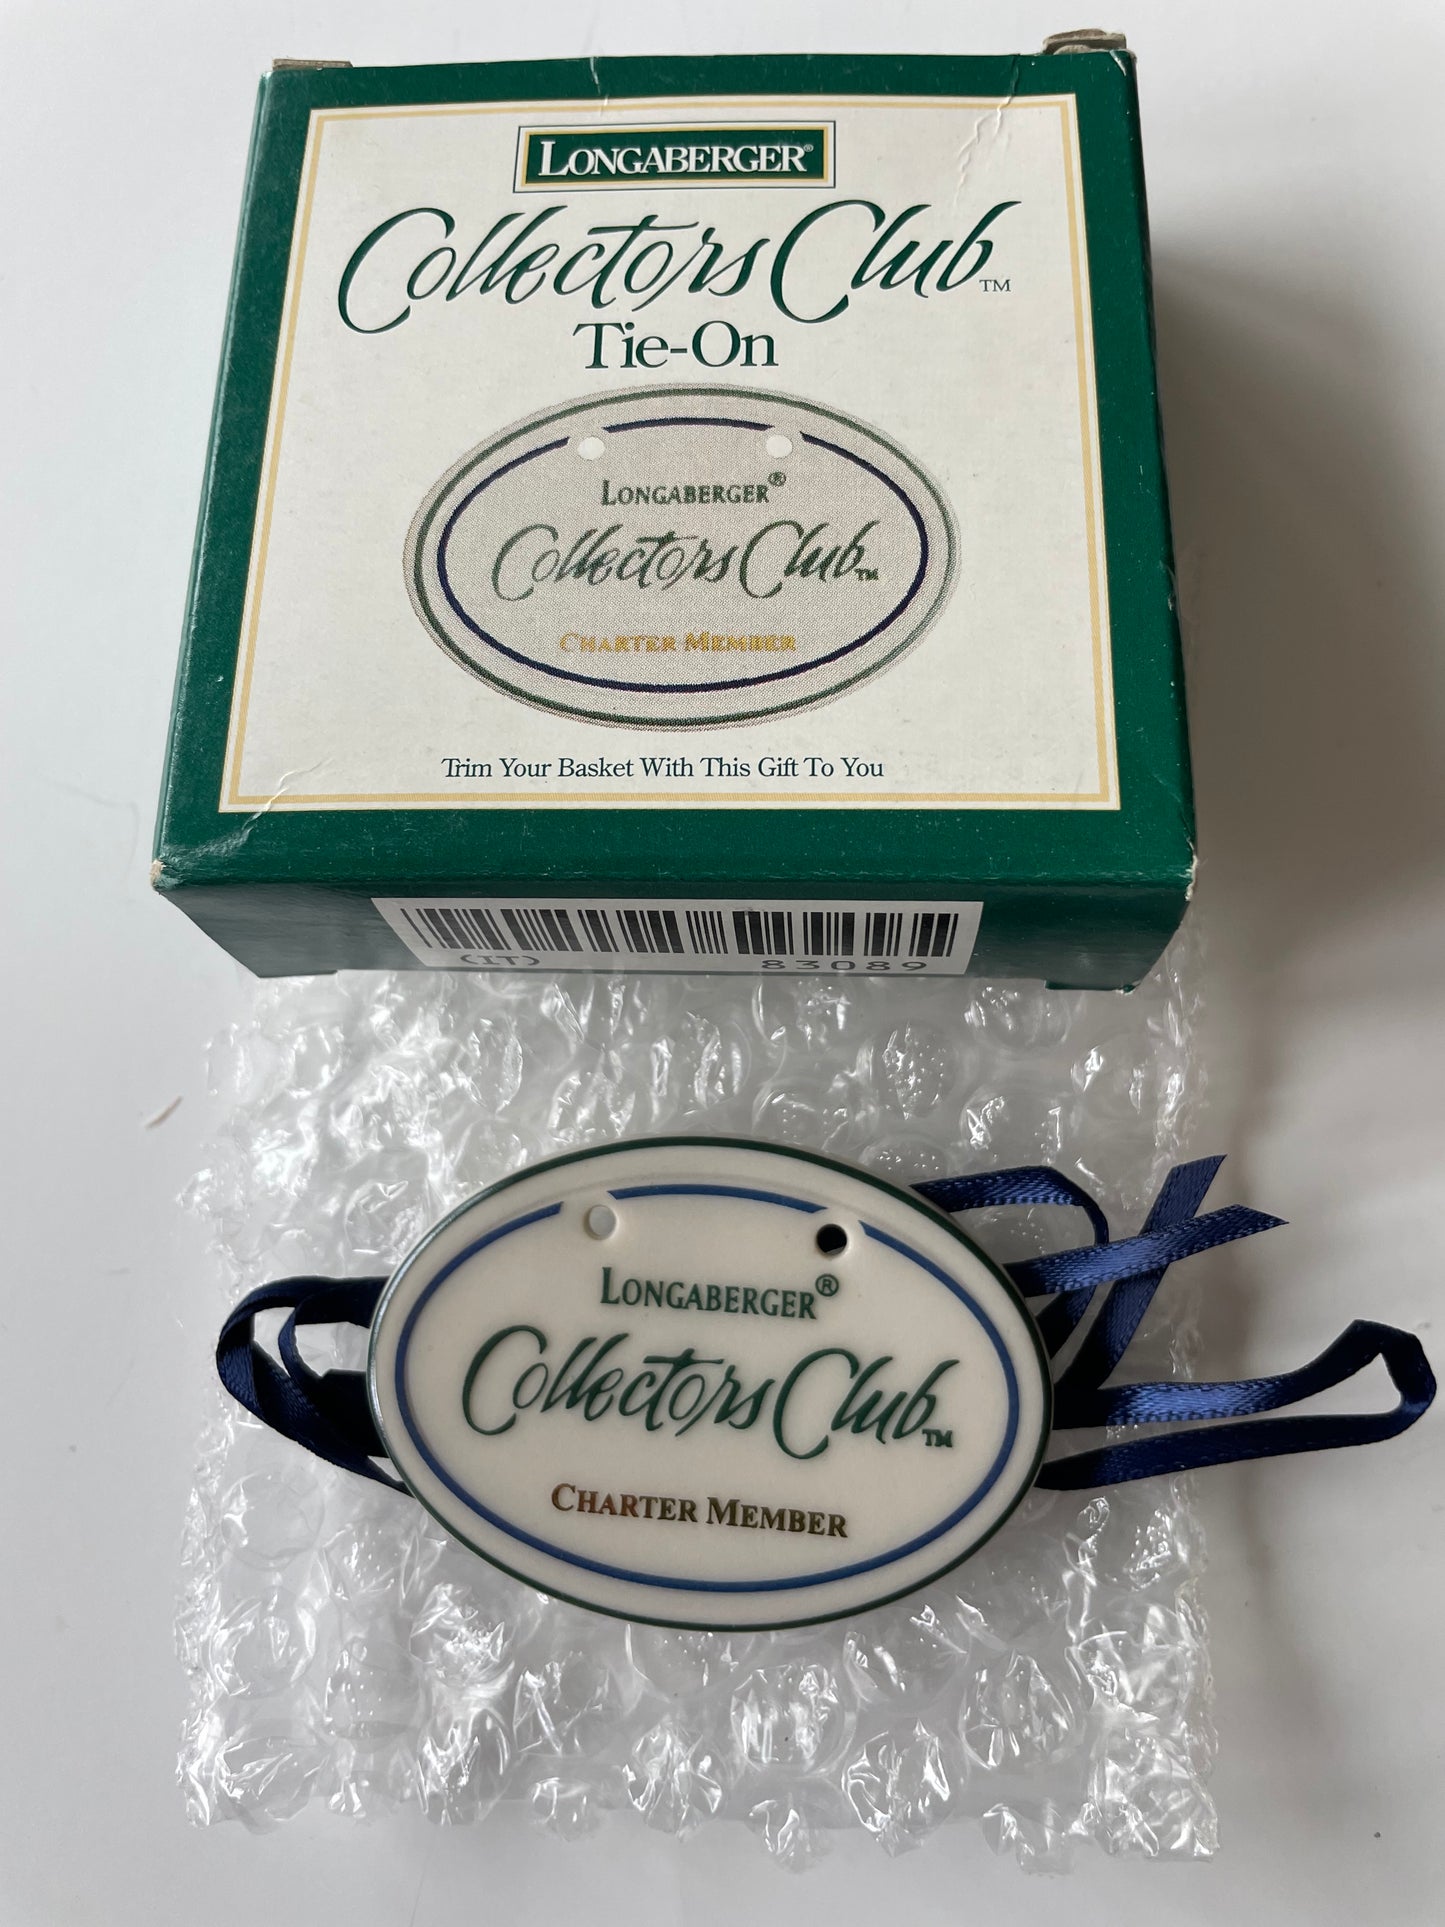 LONGABERGER®
Collectors Club™
Tie-On
LONGABERGER®
Collectors Club™
CHARTER MEMBER
Trim Your Basket With This Gift To You
(IT) 83089
LONGABERGER®
Collectors Club™
CHARTER MEMBER